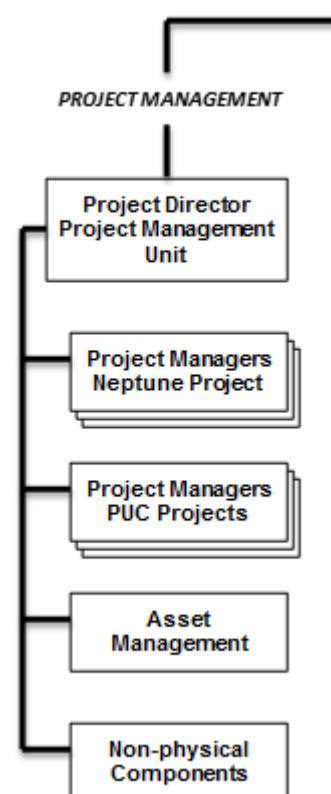 PROJECT MANAGEMENT
Project Director
Project Management
Unit
Project Managers
Neptune Project
Project Managers
PUC Projects
Asset
Management
Non-physical
Components